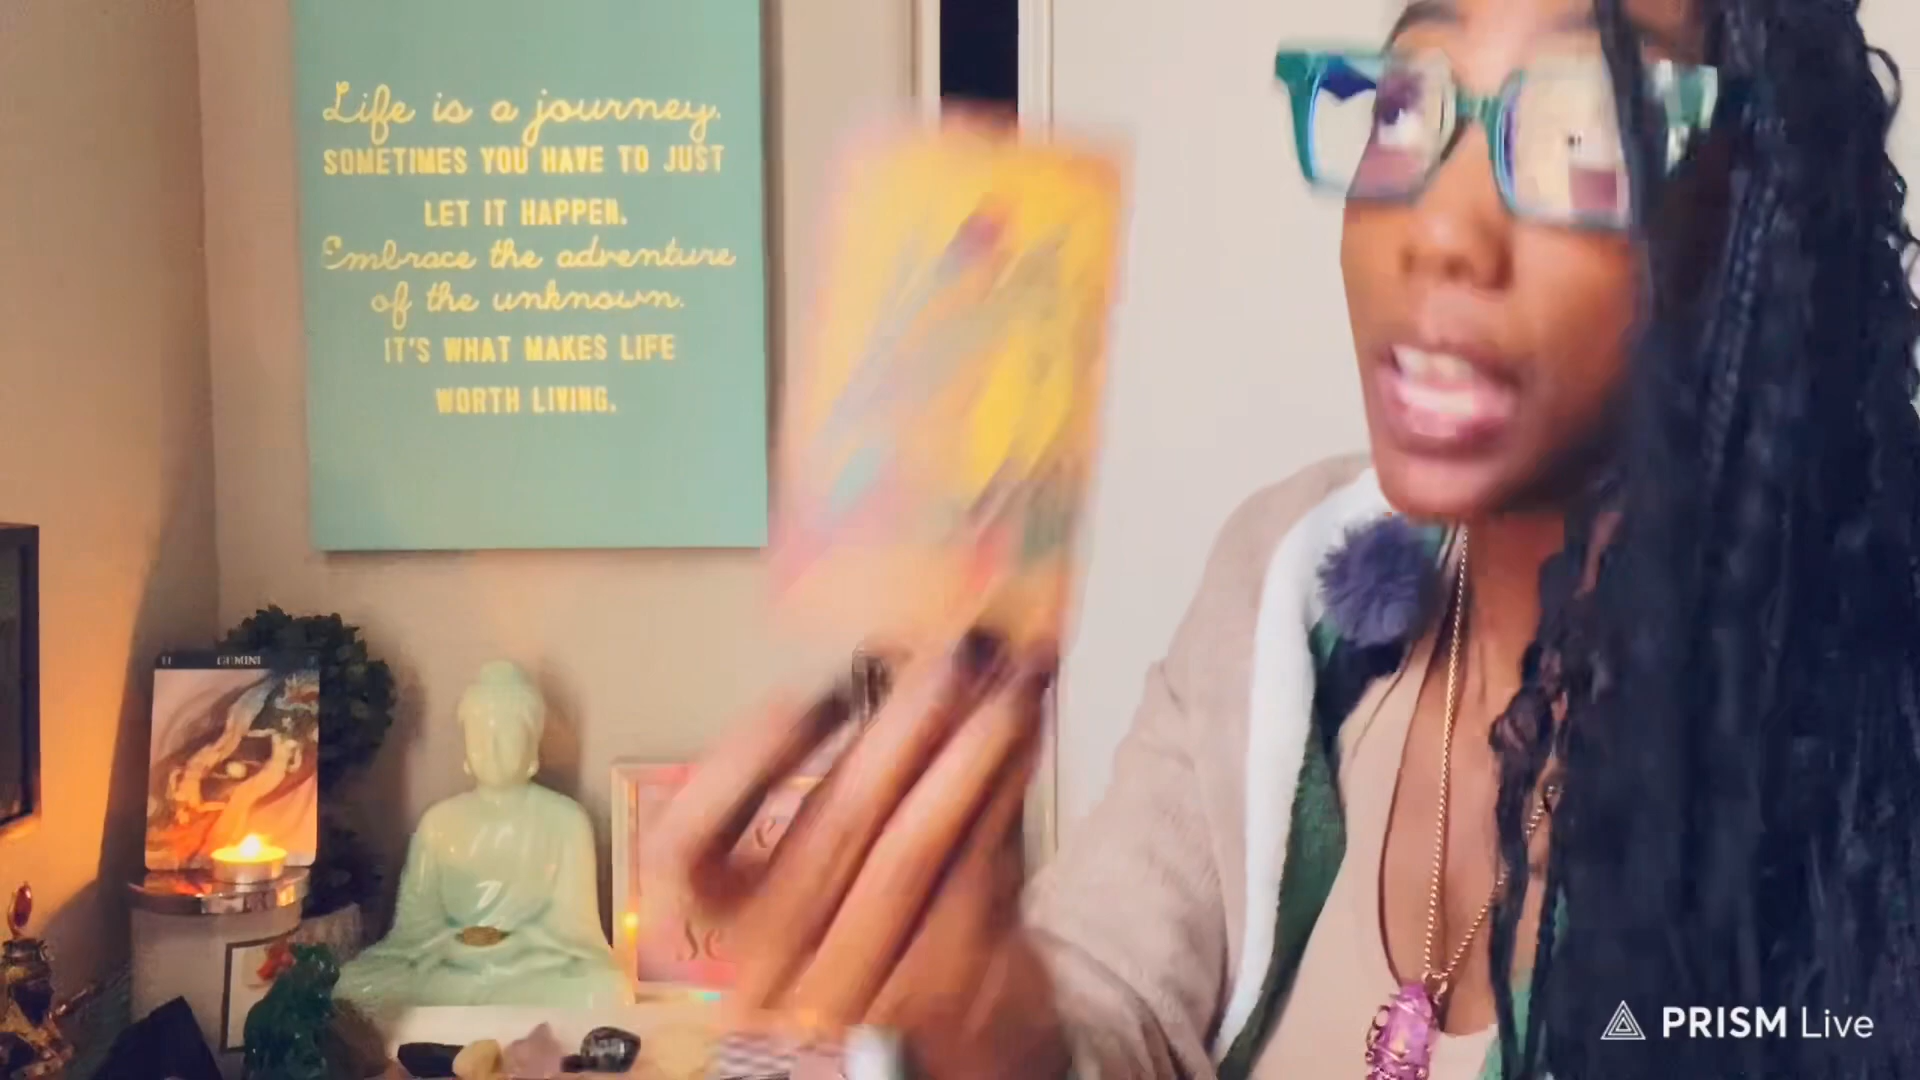 Life is a journey.
SOMETIMES YOU HAVE TO JUST
LET IT HAPPEN.
Embrace the adventure
of the unknown.
IT'S WHAT MAKES LIFE
WORTH LIVING.
GEMINI
PRISM Live